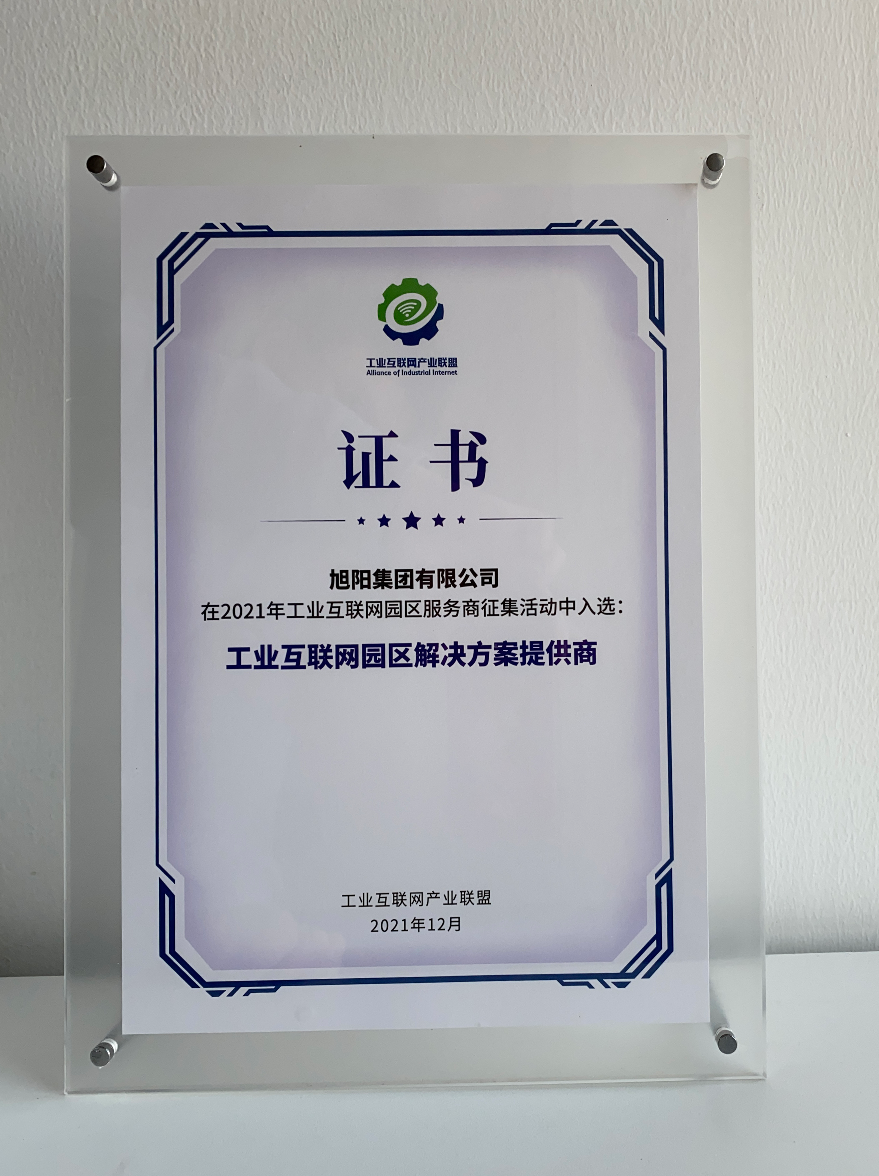 工业互联网产业联盟
Alliance of Industrial Internet
证书
旭阳集团有限公司
在2021年工业互联网园区服务商征集活动中入选：
工业互联网园区解决方案提供商
工业互联网产业联盟
2021年12月